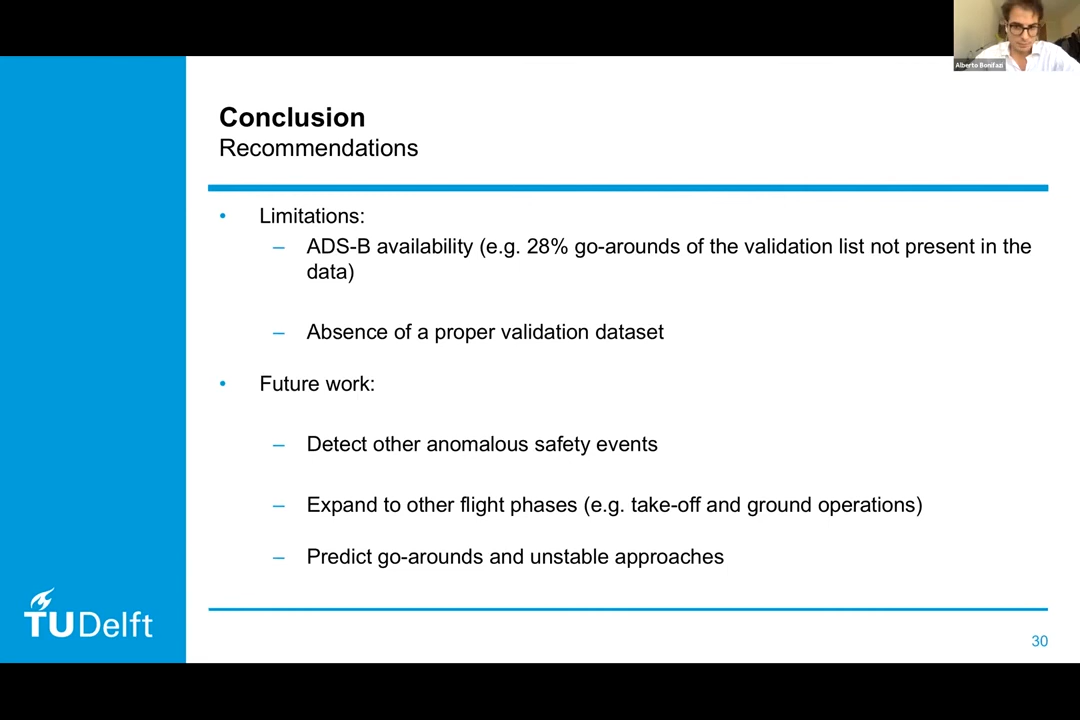 Alberto Bonifazi
Conclusion
Recommendations
• Limitations:
– ADS-B availability (e.g. 28% go-arounds of the validation list not present in the
data)
– Absence of a proper validation dataset
• Future work:
– Detect other anomalous safety events
– Expand to other flight phases (e.g. take-off and ground operations)
– Predict go-arounds and unstable approaches
TUDelft
30